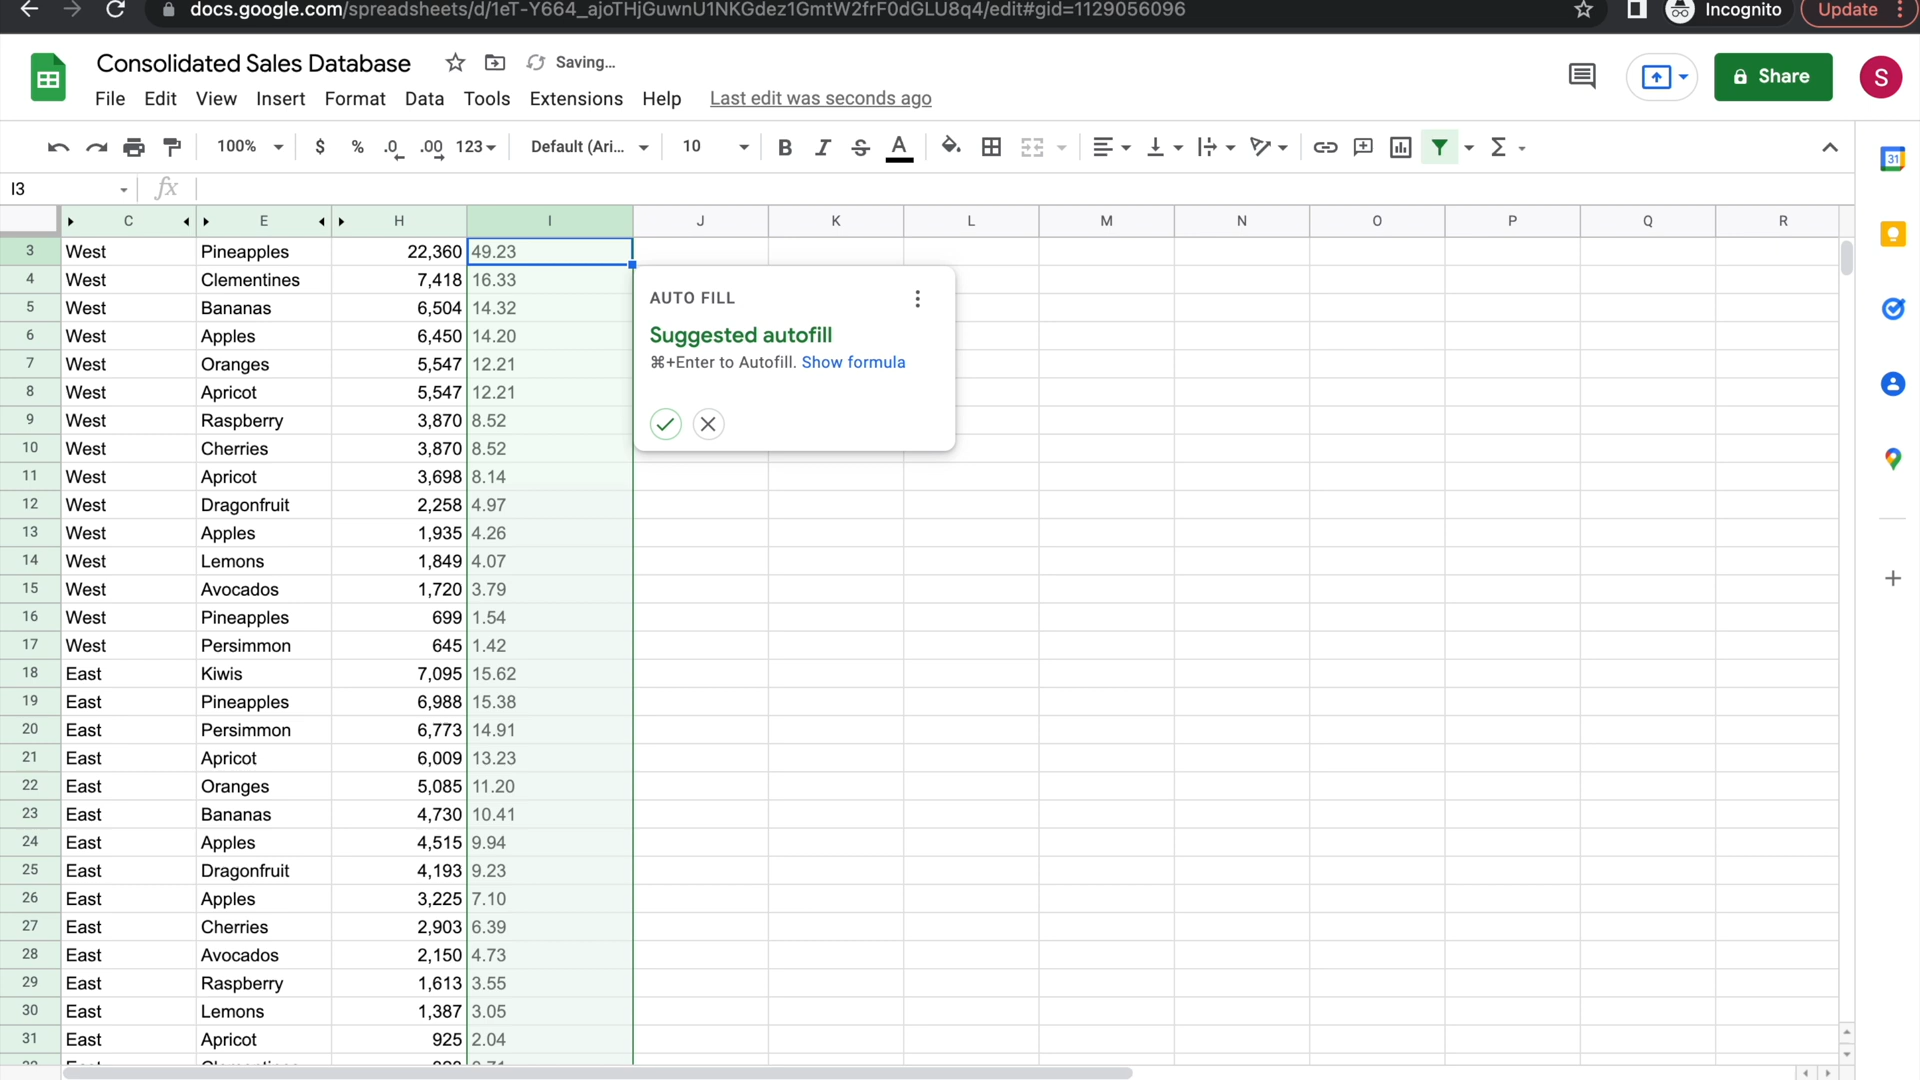 docs.google.com/spreadsheets/d/1eT-Y664_ajoTHjGuwnU1NKGdez1GmtW2frF0dGLU8q4/edit#gid=1129056096
Incognito
Update
Consolidated Sales Database
Saving...
Share
S
File Edit View Insert Format Data Tools Extensions Help Last edit was seconds ago
100% $ % .0 .00 123 Default (Ari... 10 B I S A Σ
31
I3 fx
C E H I J K L M N O P Q R
3 West Pineapples 22,360 49.23
4 West Clementines 7,418 16.33
5 West Bananas 6,504 14.32
6 West Apples 6,450 14.20
7 West Oranges 5,547 12.21
8 West Apricot 5,547 12.21
9 West Raspberry 3,870 8.52
10 West Cherries 3,870 8.52
11 West Apricot 3,698 8.14
12 West Dragonfruit 2,258 4.97
13 West Apples 1,935 4.26
14 West Lemons 1,849 4.07
15 West Avocados 1,720 3.79
16 West Pineapples 699 1.54
17 West Persimmon 645 1.42
18 East Kiwis 7,095 15.62
19 East Pineapples 6,988 15.38
20 East Persimmon 6,773 14.91
21 East Apricot 6,009 13.23
22 East Oranges 5,085 11.20
23 East Bananas 4,730 10.41
24 East Apples 4,515 9.94
25 East Dragonfruit 4,193 9.23
26 East Apples 3,225 7.10
27 East Cherries 2,903 6.39
28 East Avocados 2,150 4.73
29 East Raspberry 1,613 3.55
30 East Lemons 1,387 3.05
31 East Apricot 925 2.04
AUTO FILL
Suggested autofill
⌘+Enter to Autofill. Show formula